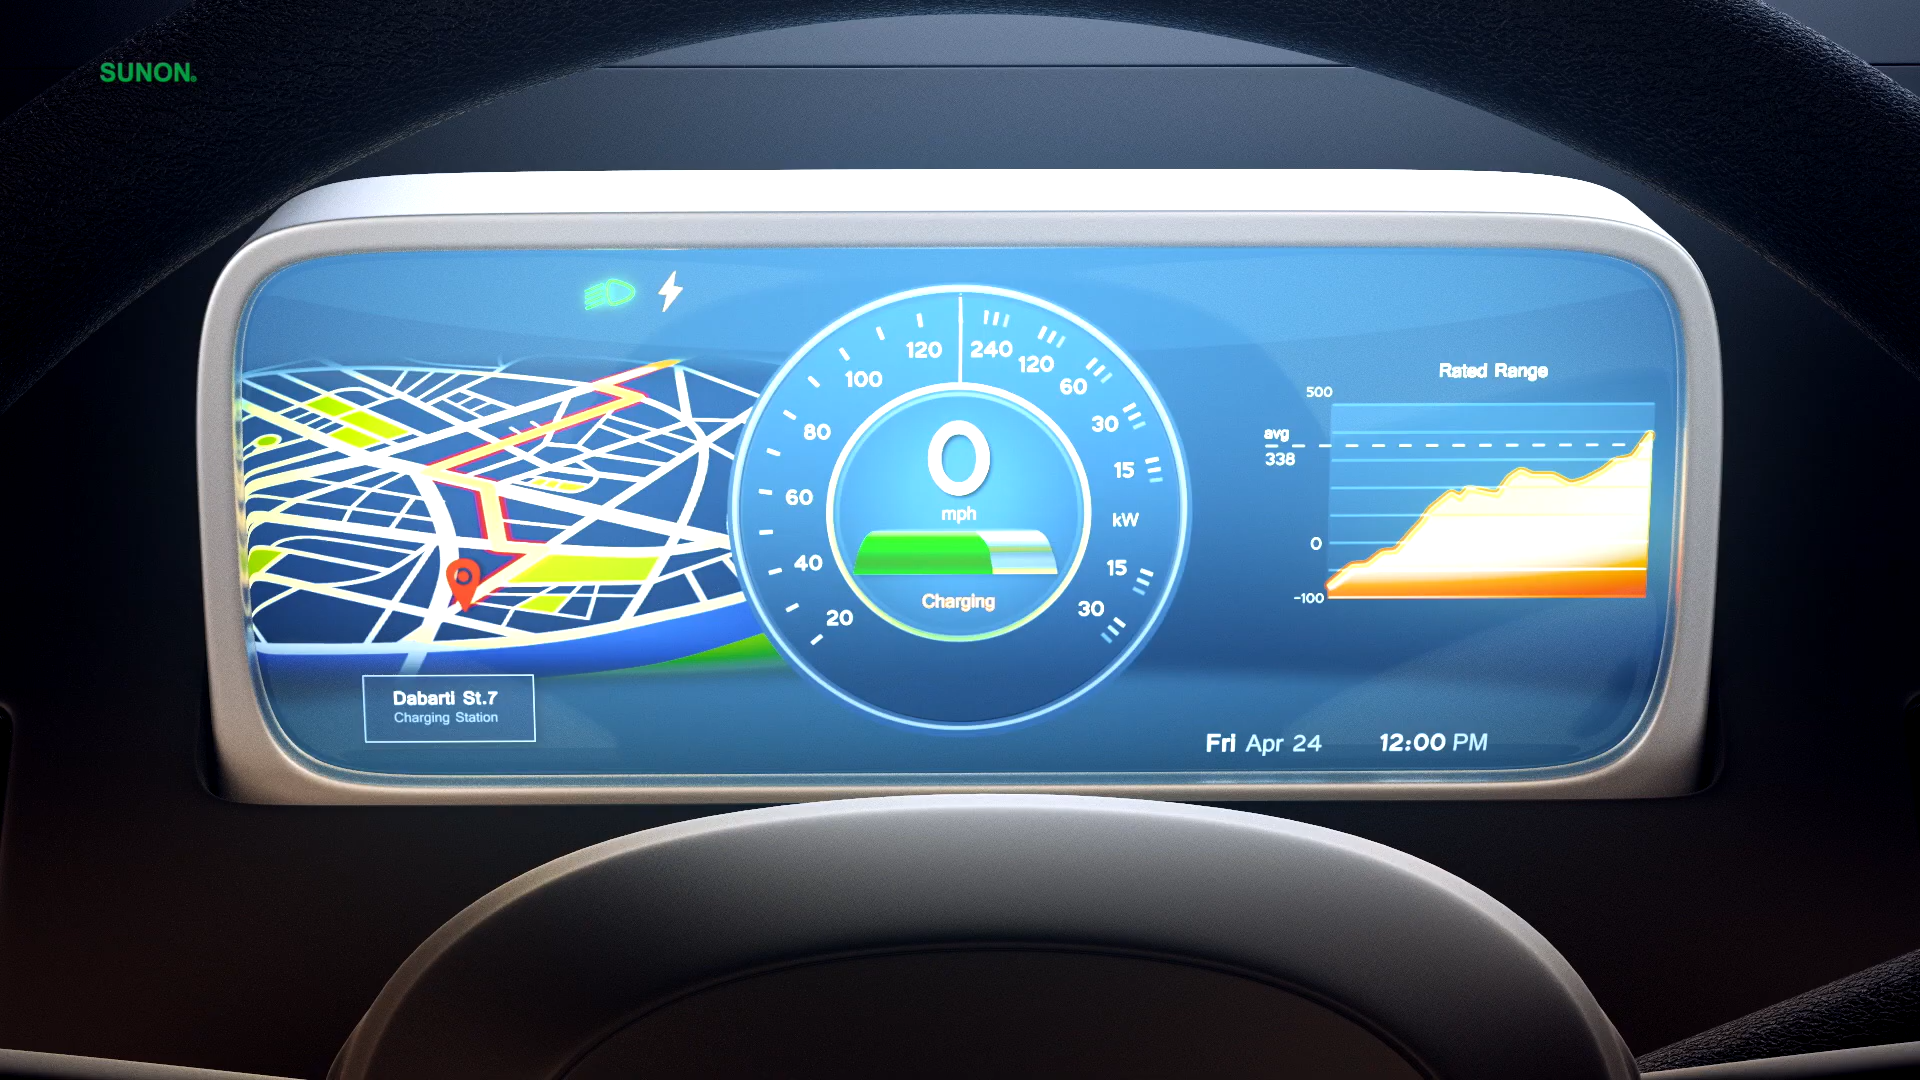 SUNON®
120
100
80
60
40
20
240
120
60
30
15
kW
15
30
0
mph
Charging
Rated Range
500
avg
338
0
-100
Dabarti St.7
Charging Station
Fri Apr 24
12:00 PM